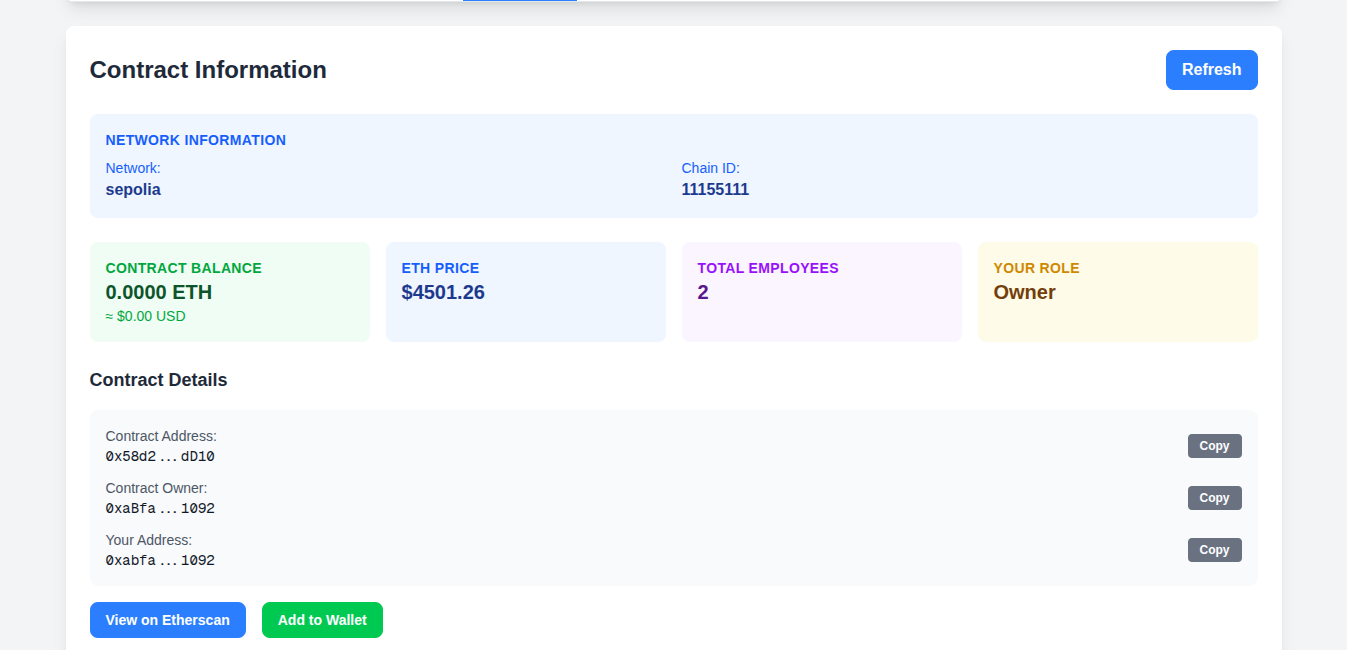 Contract Information
Refresh
NETWORK INFORMATION
Network:
sepolia
Chain ID:
11155111
CONTRACT BALANCE
0.0000 ETH
≈ $0.00 USD
ETH PRICE
$4501.26
TOTAL EMPLOYEES
2
YOUR ROLE
Owner
Contract Details
Contract Address:
0x58d2...dD10
Copy
Contract Owner:
0xaBfa...1092
Copy
Your Address:
0xabfa...1092
Copy
View on Etherscan
Add to Wallet